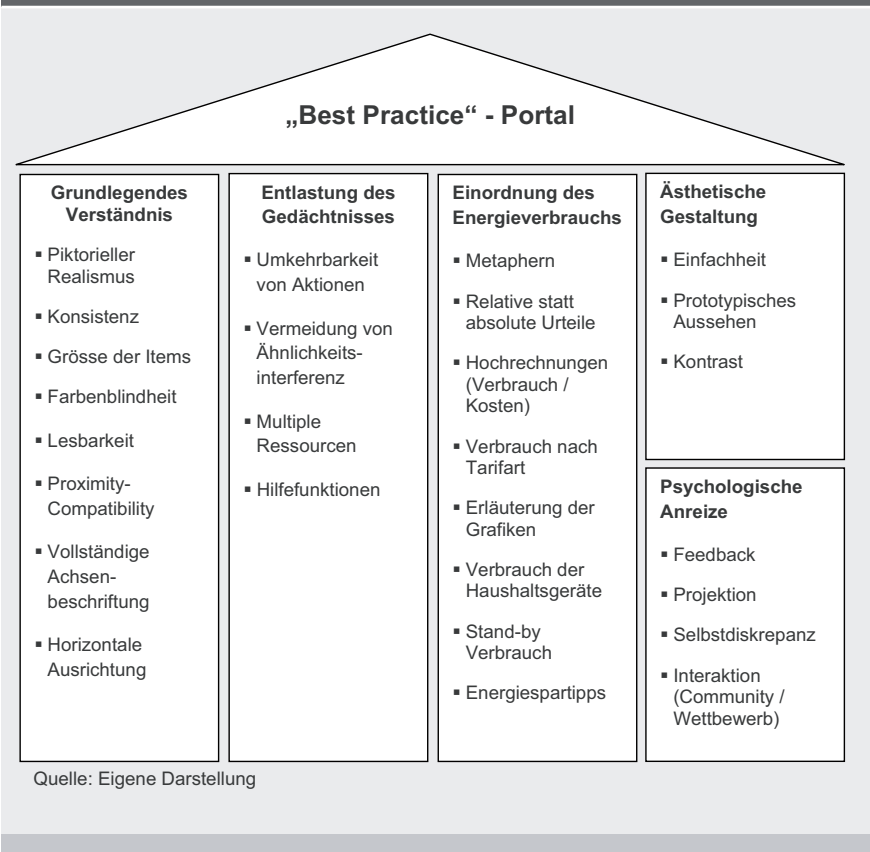 „Best Practice“ - Portal
Grundlegendes
Verständnis
▪ Piktorieller
Realismus
▪ Konsistenz
▪ Grösse der Items
▪ Farbenblindheit
▪ Lesbarkeit
▪ Proximity-
Compatibility
▪ Vollständige
Achsen-
beschriftung
▪ Horizontale
Ausrichtung
Entlastung des
Gedächtnisses
▪ Umkehrbarkeit
von Aktionen
▪ Vermeidung von
Ähnlichkeits-
interferenz
▪ Multiple
Ressourcen
▪ Hilfefunktionen
Einordnung des
Energieverbrauchs
▪ Metaphern
▪ Relative statt
absolute Urteile
▪ Hochrechnungen
(Verbrauch /
Kosten)
▪ Verbrauch nach
Tarifart
▪ Erläuterung der
Grafiken
▪ Verbrauch der
Haushaltsgeräte
▪ Stand-by
Verbrauch
▪ Energiespartipps
Ästhetische
Gestaltung
▪ Einfachheit
▪ Prototypisches
Aussehen
▪ Kontrast
Psychologische
Anreize
▪ Feedback
▪ Projektion
▪ Selbstdiskrepanz
▪ Interaktion
(Community /
Wettbewerb)
Quelle: Eigene Darstellung